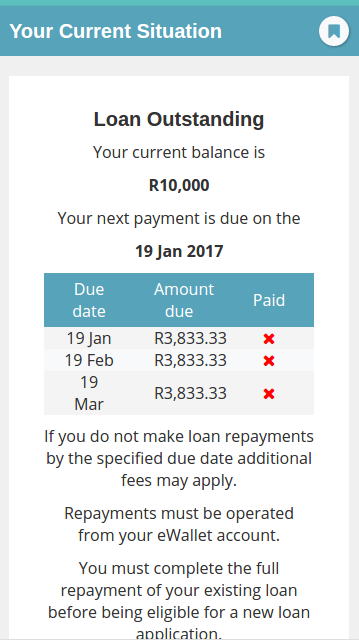 Your Current Situation
Loan Outstanding
Your current balance is
R10,000
Your next payment is due on the
19 Jan 2017
Due date Amount due Paid
19 Jan R3,833.33
19 Feb R3,833.33
19 Mar R3,833.33
If you do not make loan repayments
by the specified due date additional
fees may apply.
Repayments must be operated
from your eWallet account.
You must complete the full
repayment of your existing loan
before being eligible for a new loan
application.